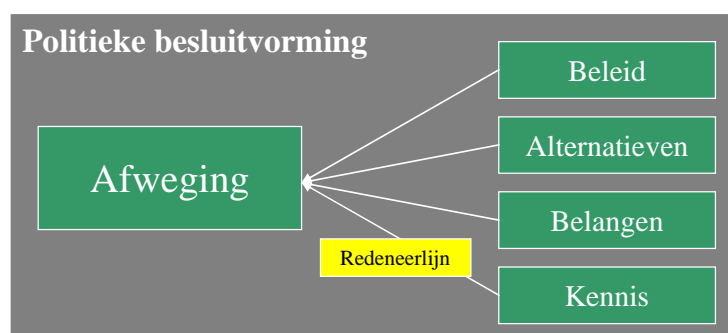 Politieke besluitvorming
Beleid
Alternatieven
Afweging
Belangen
Redeneerlijn
Kennis